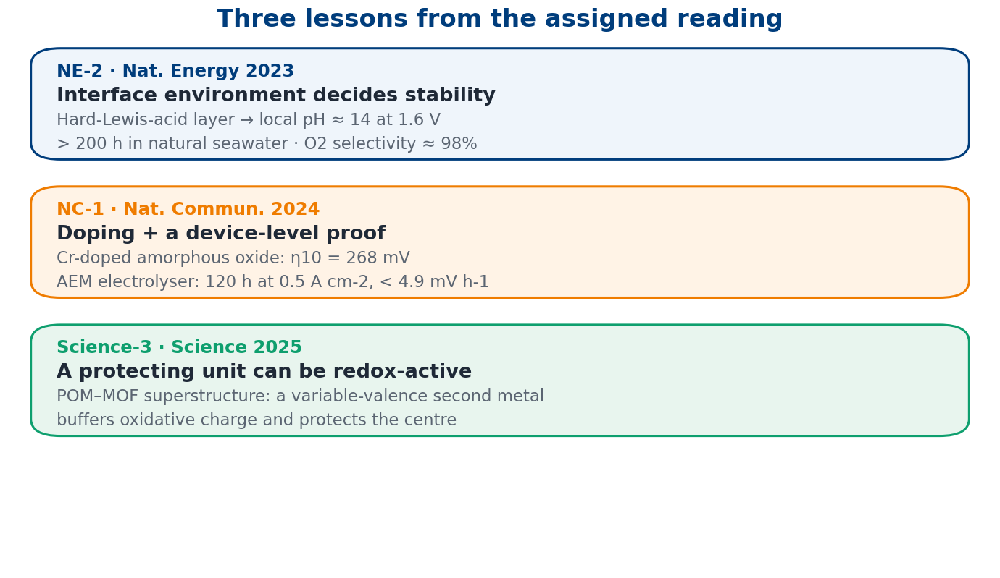 Three lessons from the assigned reading
NE-2 · Nat. Energy 2023
Interface environment decides stability
Hard-Lewis-acid layer → local pH ≈ 14 at 1.6 V
> 200 h in natural seawater · O2 selectivity ≈ 98%
NC-1 · Nat. Commun. 2024
Doping + a device-level proof
Cr-doped amorphous oxide: η10 = 268 mV
AEM electrolyser: 120 h at 0.5 A cm-2, < 4.9 mV h-1
Science-3 · Science 2025
A protecting unit can be redox-active
POM–MOF superstructure: a variable-valence second metal
buffers oxidative charge and protects the centre